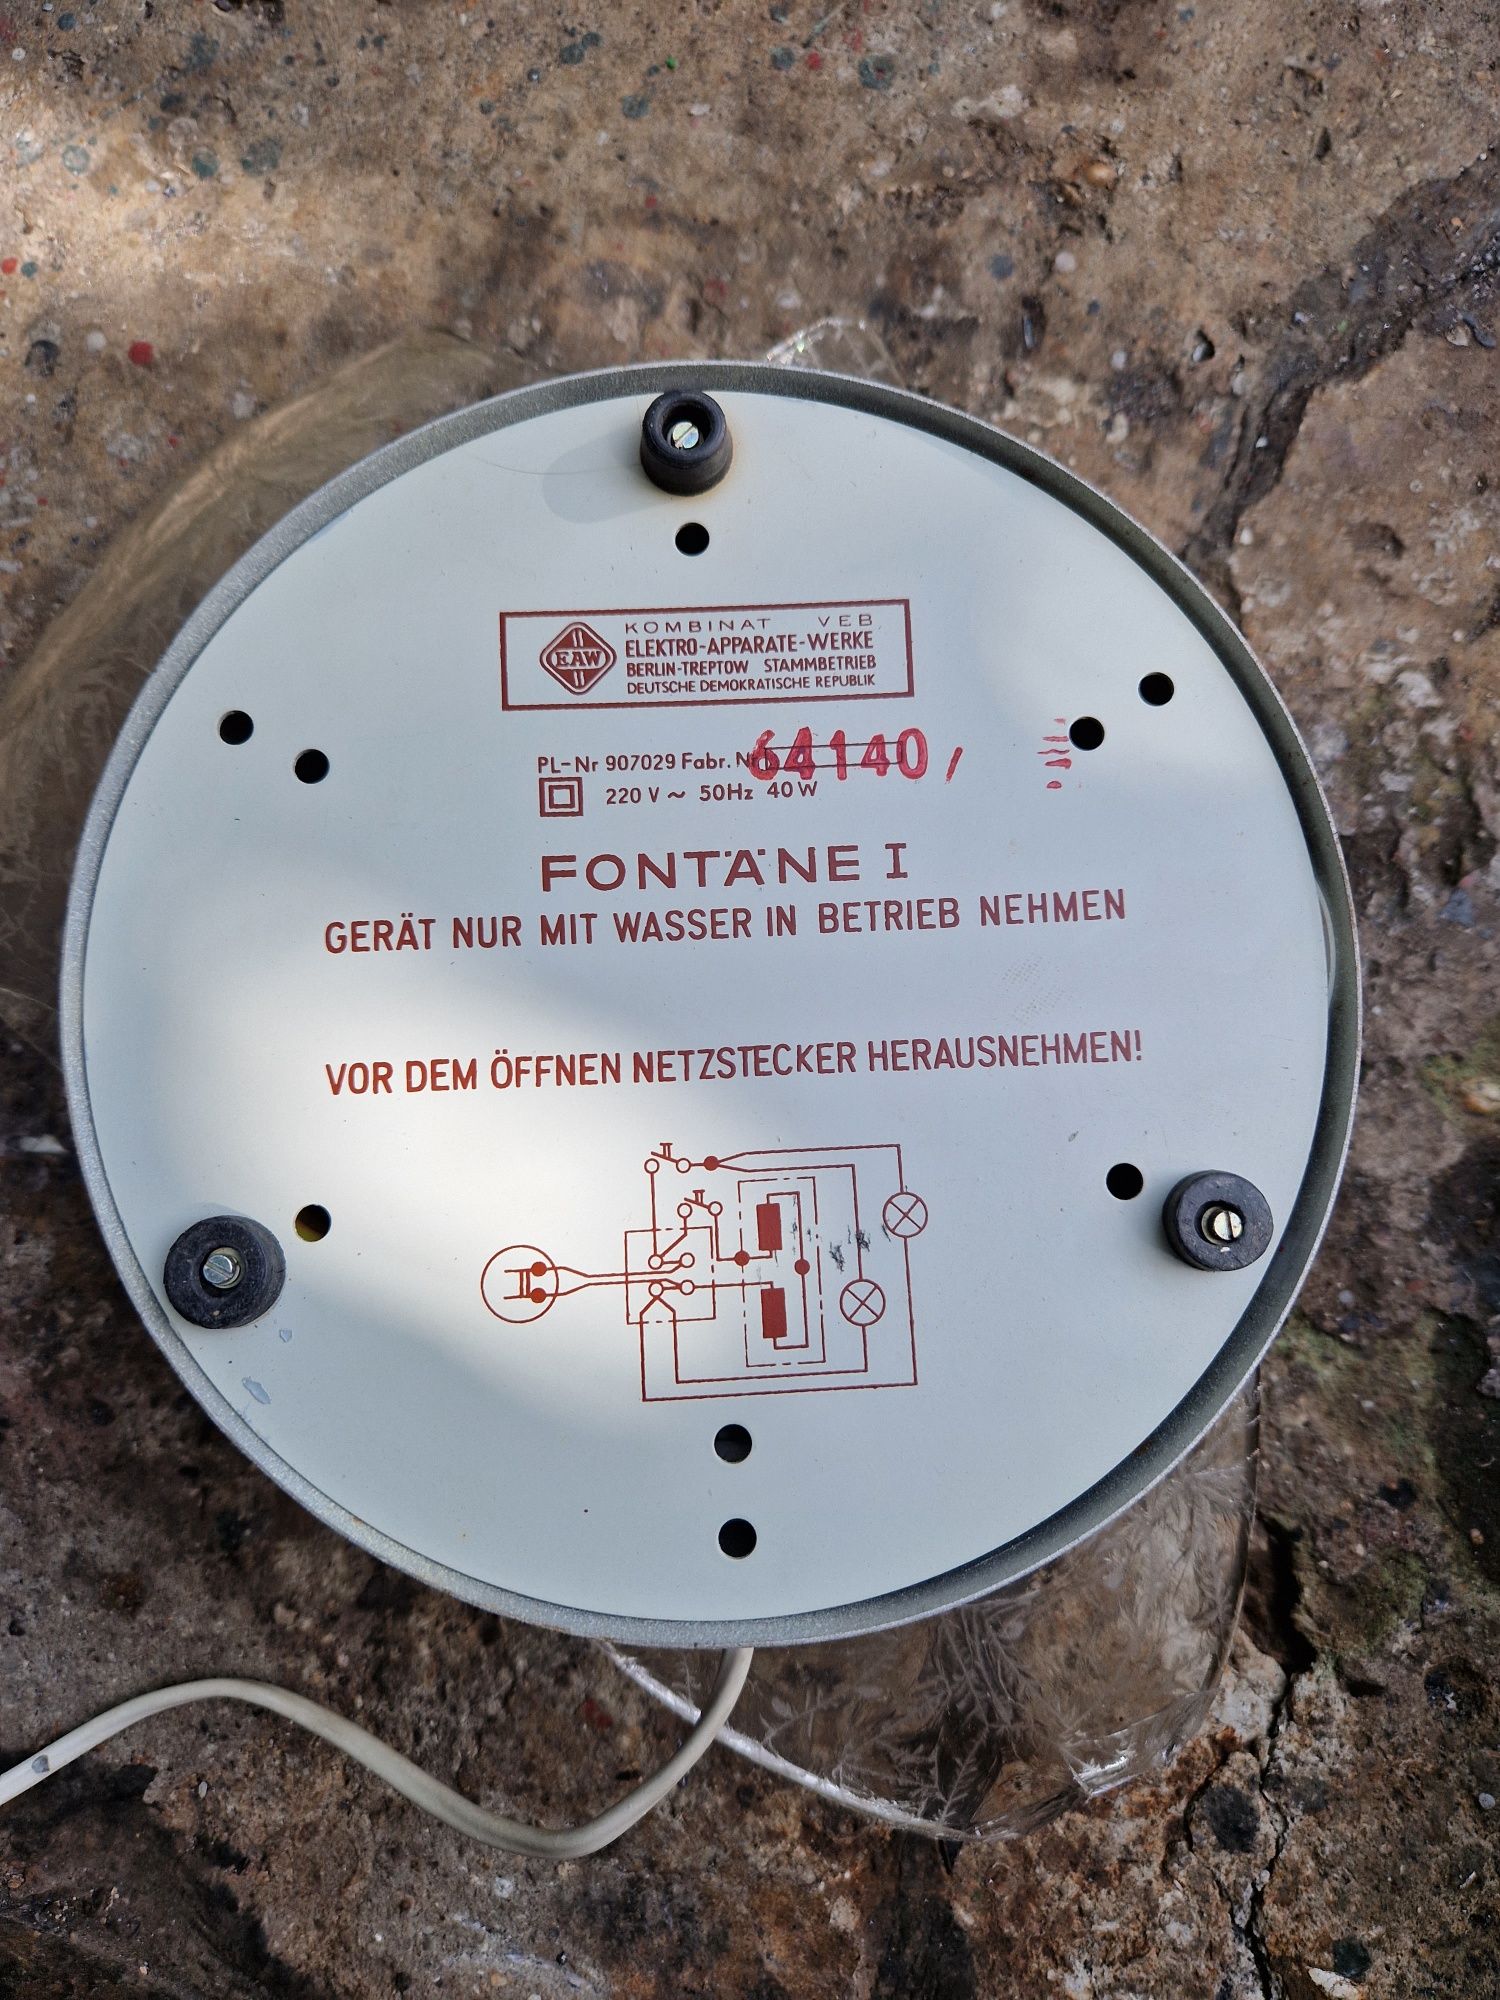 KOMBINAT VEB
EAW
ELEKTRO-APPARATE-WERKE
BERLIN-TREPTOW STAMMBETRIEB
DEUTSCHE DEMOKRATISCHE REPUBLIK
PL-Nr 907029 Fabr. Nr 64140
220 V ~ 50Hz 40 W
FONTÄNE I
GERÄT NUR MIT WASSER IN BETRIEB NEHMEN
VOR DEM ÖFFNEN NETZSTECKER HERAUSNEHMEN!